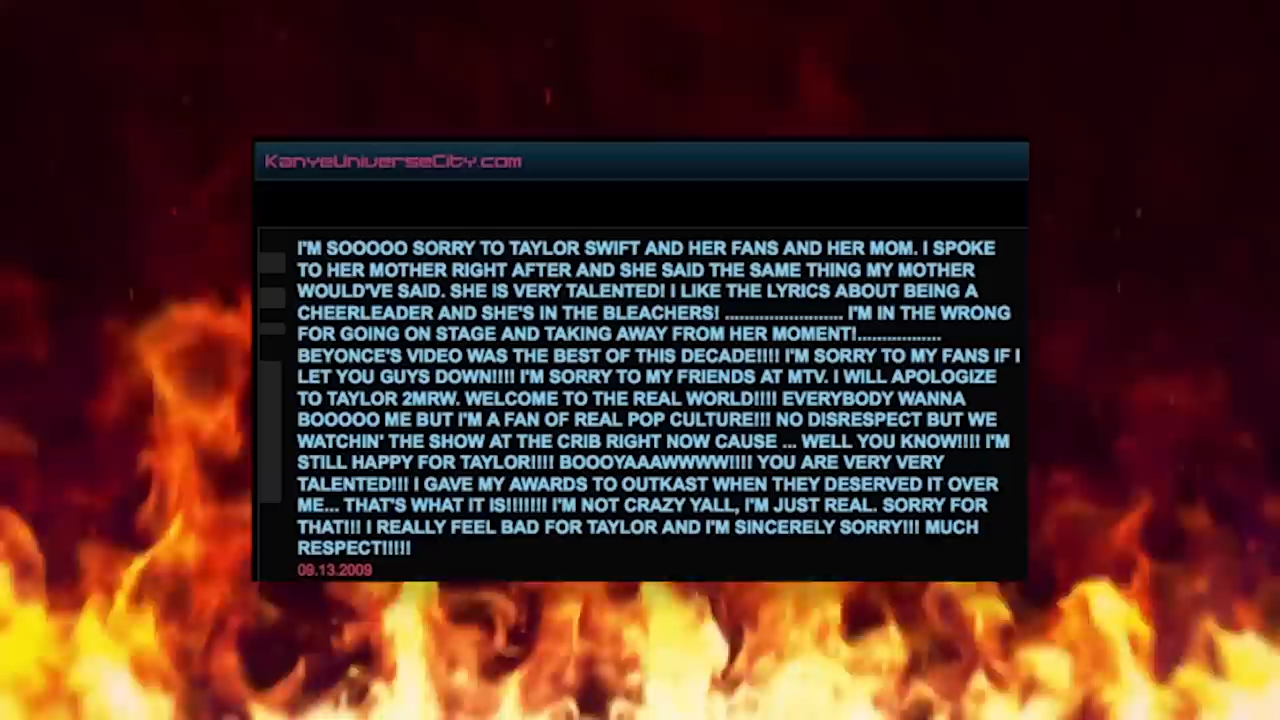 KanyeUniverseCity.com
I'M SOOOOO SORRY TO TAYLOR SWIFT AND HER FANS AND HER MOM. I SPOKE
TO HER MOTHER RIGHT AFTER AND SHE SAID THE SAME THING MY MOTHER
WOULD'VE SAID. SHE IS VERY TALENTED! I LIKE THE LYRICS ABOUT BEING A
CHEERLEADER AND SHE'S IN THE BLEACHERS! ........................ I'M IN THE WRONG
FOR GOING ON STAGE AND TAKING AWAY FROM HER MOMENT!.................
BEYONCE'S VIDEO WAS THE BEST OF THIS DECADE!!!! I'M SORRY TO MY FANS IF I
LET YOU GUYS DOWN!!!! I'M SORRY TO MY FRIENDS AT MTV. I WILL APOLOGIZE
TO TAYLOR 2MRW. WELCOME TO THE REAL WORLD!!!! EVERYBODY WANNA
BOOOOO ME BUT I'M A FAN OF REAL POP CULTURE!!! NO DISRESPECT BUT WE
WATCHIN' THE SHOW AT THE CRIB RIGHT NOW CAUSE ... WELL YOU KNOW!!!! I'M
STILL HAPPY FOR TAYLOR!!!! BOOOYAAAWWWW!!!! YOU ARE VERY VERY
TALENTED!!! I GAVE MY AWARDS TO OUTKAST WHEN THEY DESERVED IT OVER
ME... THAT'S WHAT IT IS!!!!!!! I'M NOT CRAZY YALL, I'M JUST REAL. SORRY FOR
THAT!!! I REALLY FEEL BAD FOR TAYLOR AND I'M SINCERELY SORRY!!! MUCH
RESPECT!!!!!
09.13.2009